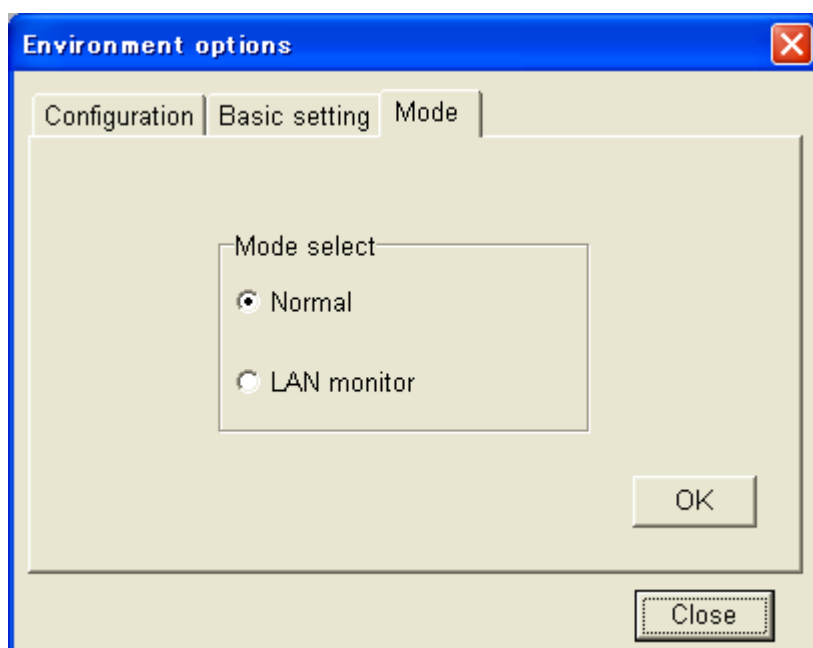 Environment options
Configuration Basic setting Mode
Mode select
Normal
LAN monitor
OK
Close